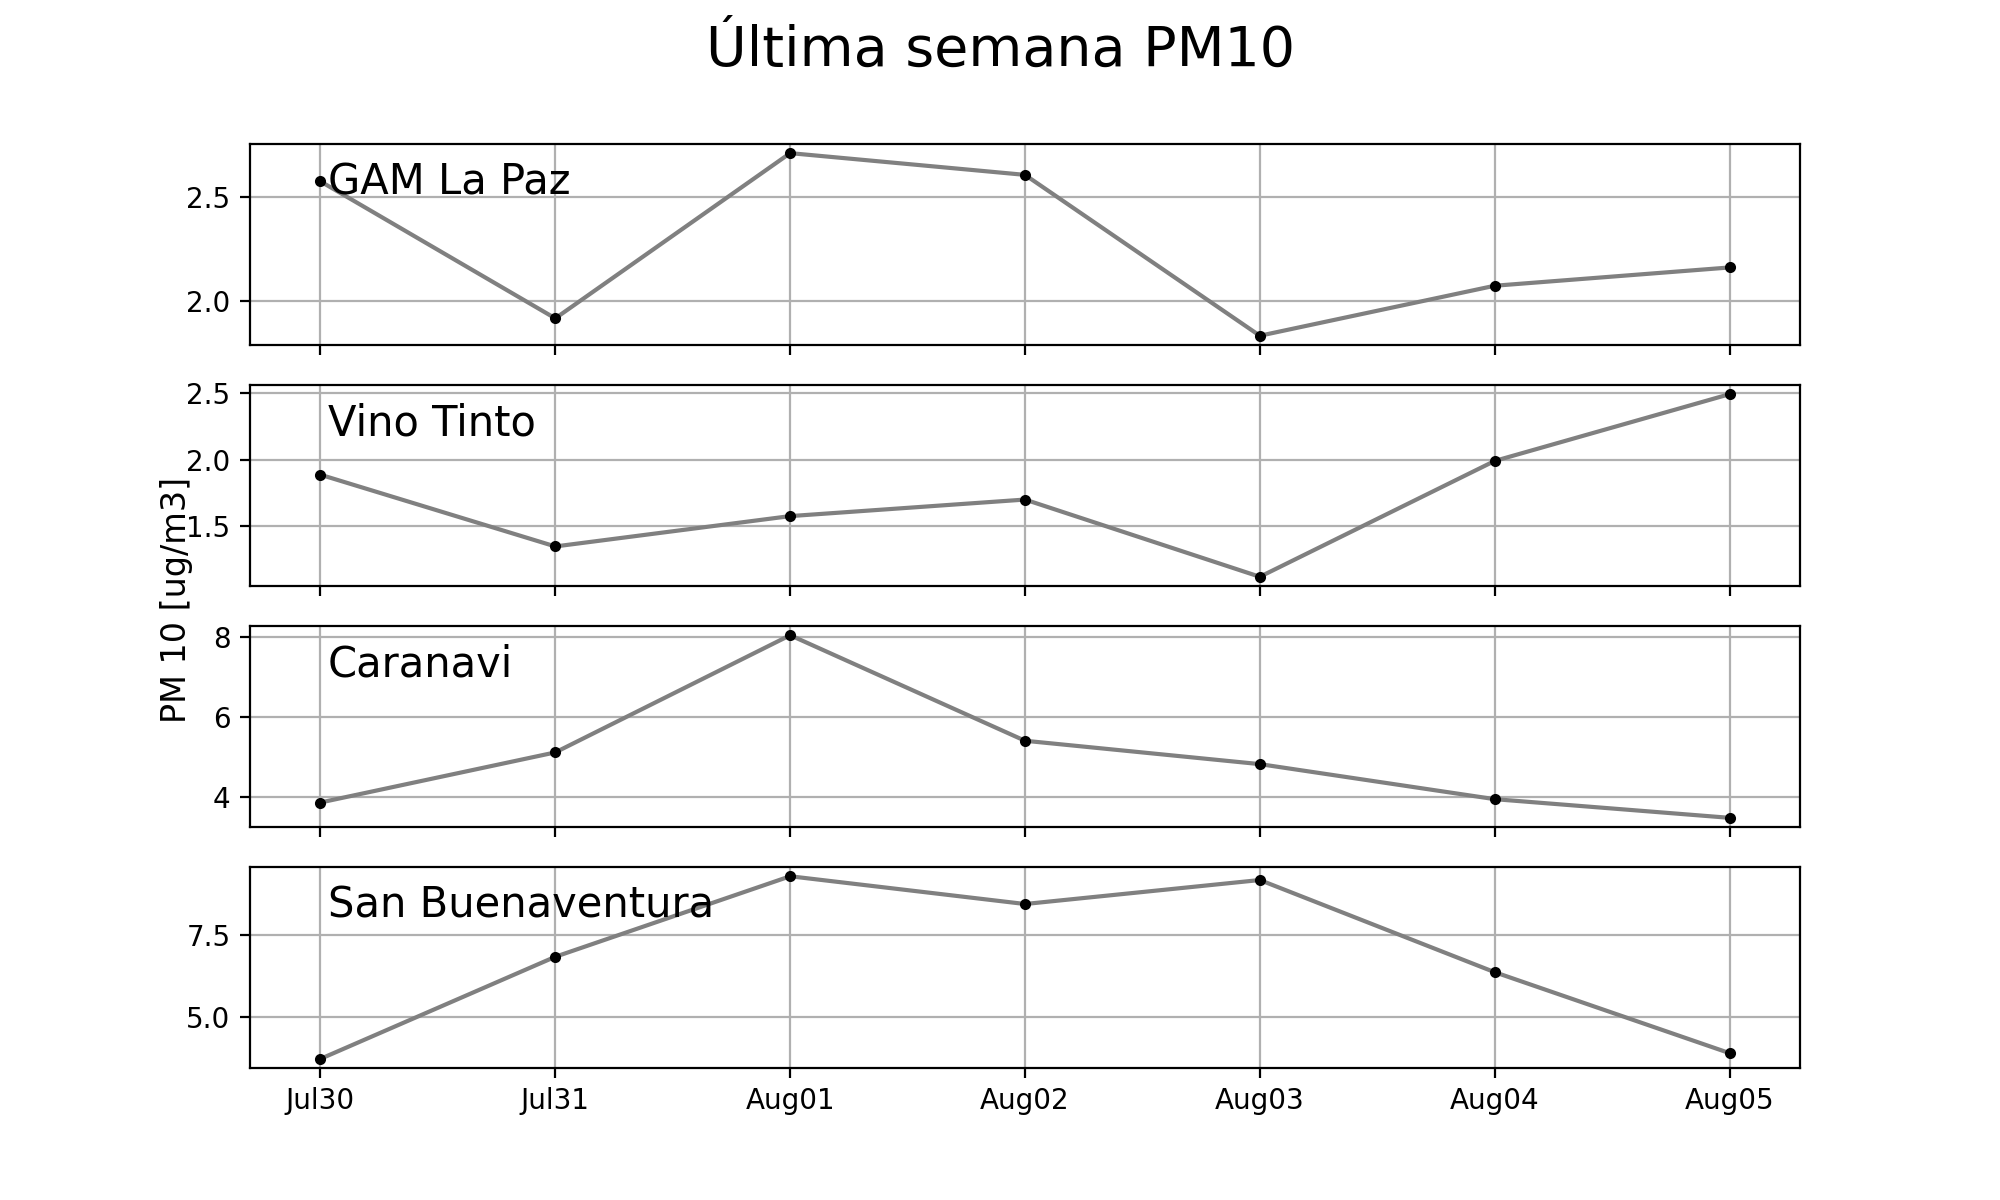 Última semana PM10
GAM La Paz
2.5
2.0
Vino Tinto
2.5
2.0
1.5
PM 10 [ug/m3]
Caranavi
8
6
4
San Buenaventura
7.5
5.0
Jul30 Jul31 Aug01 Aug02 Aug03 Aug04 Aug05